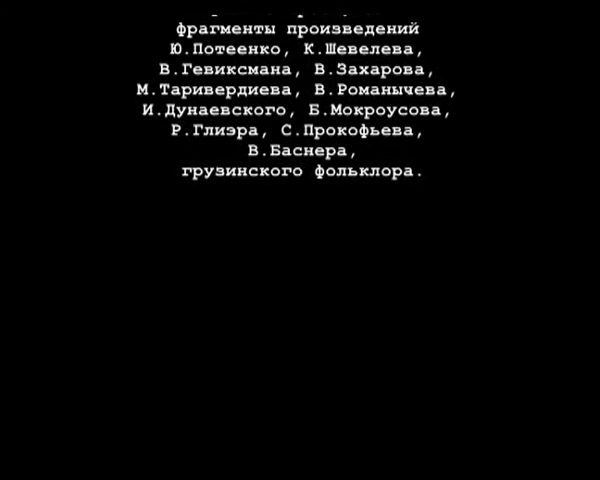 фрагменты произведений
Ю.Потеенко, К.Шевелева,
В.Гевиксмана, В.Захарова,
М.Таривердиева, В.Романычева,
И.Дунаевского, Б.Мокроусова,
Р.Глиэра, С.Прокофьева,
В.Баснера,
грузинского фольклора.